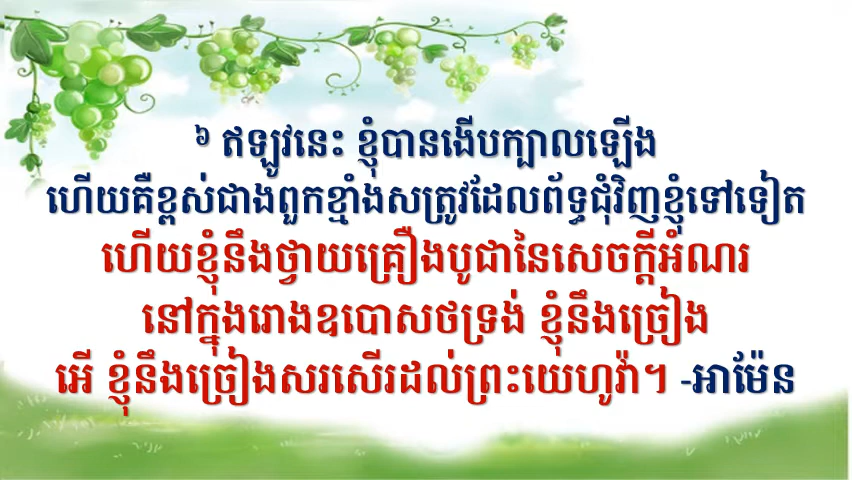 ៦ ឥឡូវនេះ ខ្ញុំបានងើបក្បាលឡើង
ហើយគឺខ្ពស់ជាងពួកខ្មាំងសត្រូវដែលព័ទ្ធជុំវិញខ្ញុំទៅទៀត
ហើយខ្ញុំនឹងថ្វាយគ្រឿងបូជានៃសេចក្ដីអំណរ
នៅក្នុងរោងឧបោសថទ្រង់ ខ្ញុំនឹងច្រៀង
អើ ខ្ញុំនឹងច្រៀងសរសើរដល់ព្រះយេហូវ៉ា។ -អាម៉ែន